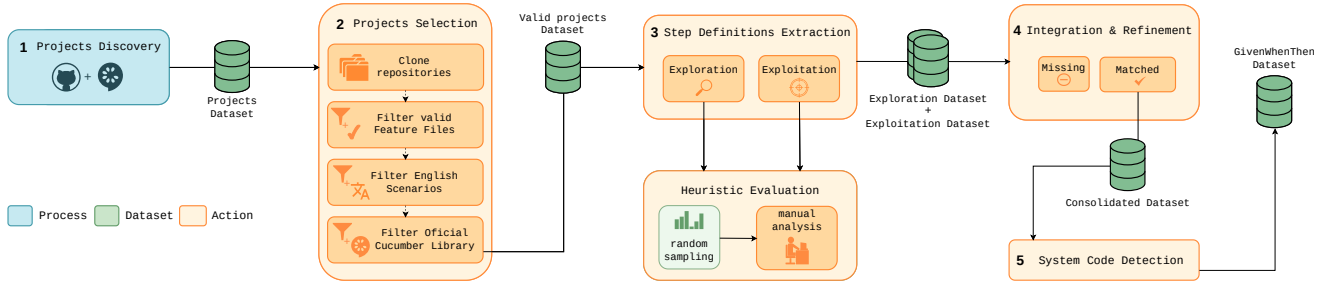 1 Projects Discovery
+
Projects
Dataset
Process
Dataset
Action
2 Projects Selection
Clone
repositories
Filter valid
Feature Files
Filter English
Scenarios
Filter Oficial
Cucumber Library
Valid projects
Dataset
3 Step Definitions Extraction
Exploration
Exploitation
Heuristic Evaluation
random
sampling
manual
analysis
Exploration Dataset
+
Exploitation Dataset
4 Integration & Refinement
Missing
Matched
Consolidated Dataset
5 System Code Detection
GivenWhenThen
Dataset